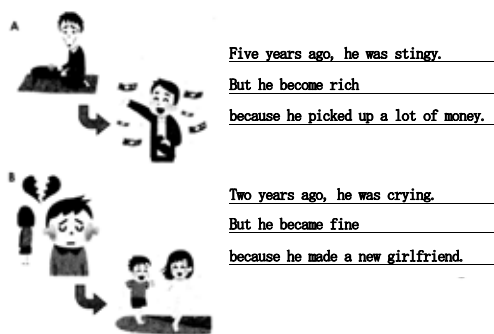 A
Five years ago, he was stingy.
But he become rich
because he picked up a lot of money.
B
Two years ago, he was crying.
But he became fine
because he made a new girlfriend.